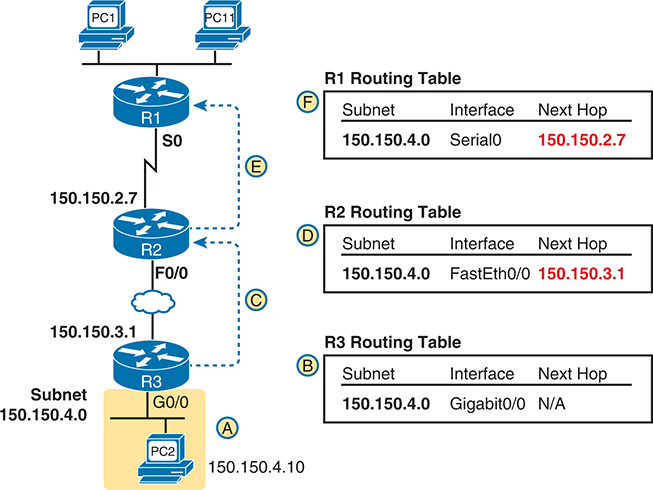 PC1
PC11
R1
S0
E
150.150.2.7
R2
F0/0
C
150.150.3.1
R3
G0/0
Subnet
150.150.4.0
A
PC2
150.150.4.10
R1 Routing Table
F
Subnet Interface Next Hop
150.150.4.0 Serial0 150.150.2.7
R2 Routing Table
D
Subnet Interface Next Hop
150.150.4.0 FastEth0/0 150.150.3.1
R3 Routing Table
B
Subnet Interface Next Hop
150.150.4.0 Gigabit0/0 N/A